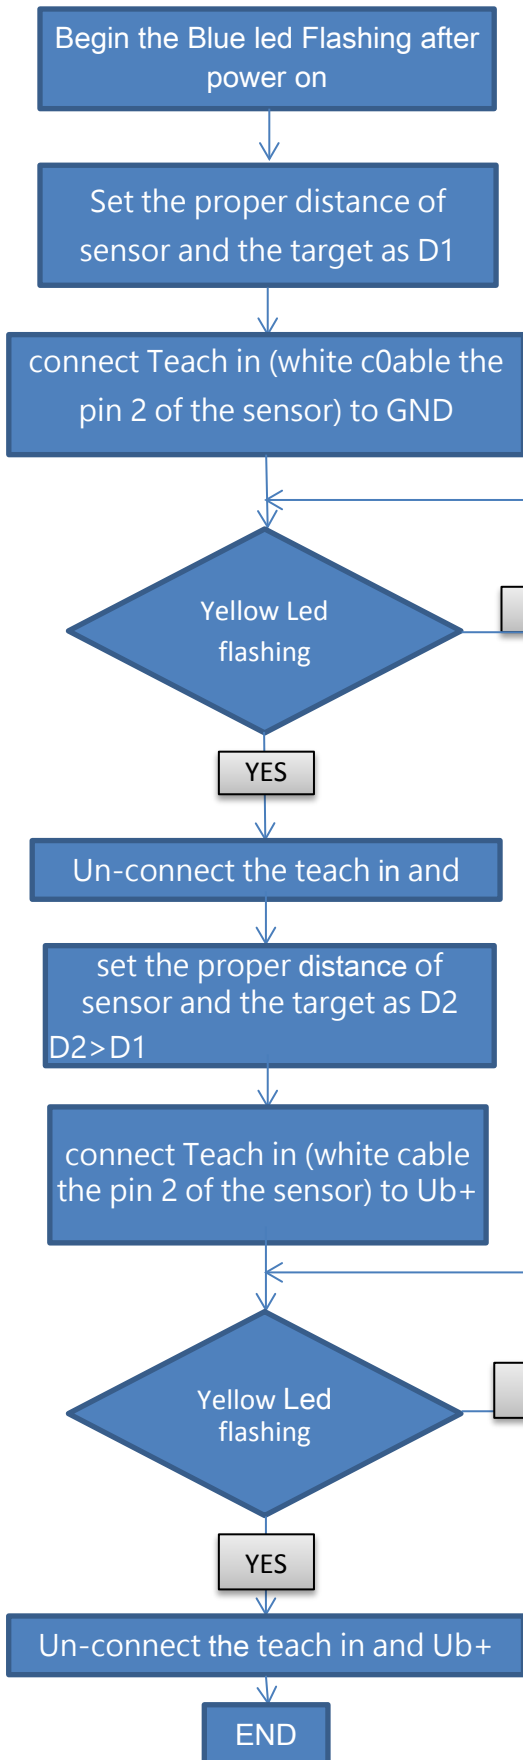 Begin the Blue led Flashing after
power on
Set the proper distance of
sensor and the target as D1
connect Teach in (white c0able the
pin 2 of the sensor) to GND
Yellow Led
flashing
YES
Un-connect the teach in and
set the proper distance of
sensor and the target as D2
D2>D1
connect Teach in (white cable
the pin 2 of the sensor) to Ub+
Yellow Led
flashing
YES
Un-connect the teach in and Ub+
END